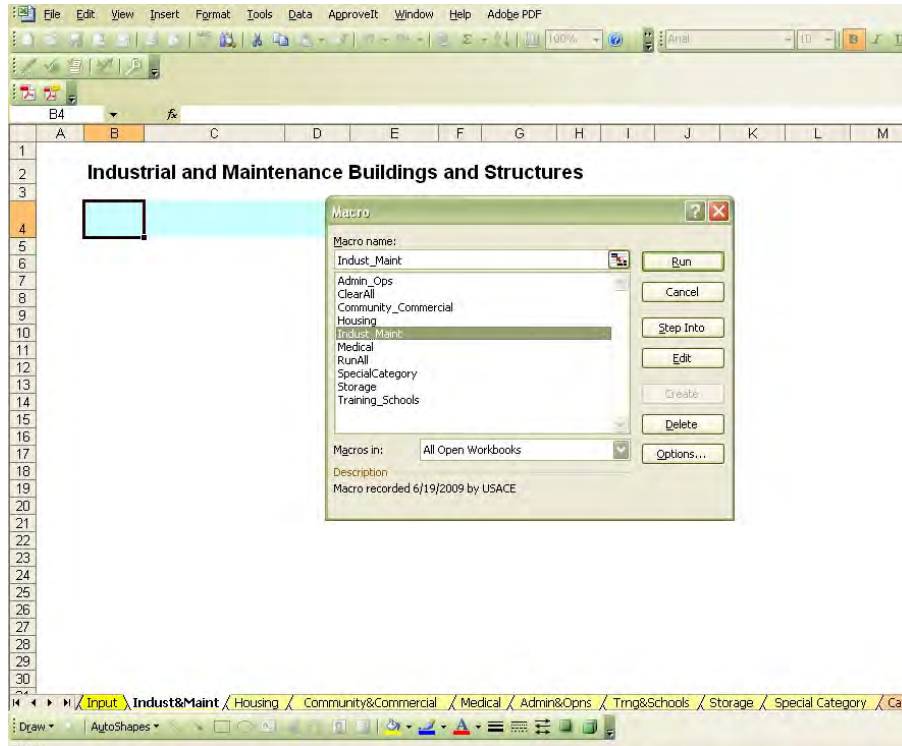 File Edit View Insert Format Tools Data ApproveIt Window Help Adobe PDF
100% Arial 10 B I
B4 fx
A B C D E F G H I J K L M
1
2 Industrial and Maintenance Buildings and Structures
3
Macro
4
Macro name:
5
6 Indust_Maint Run
7 Admin_Ops
8 ClearAll Cancel
Community_Commercial
9 Housing
10 Indust_Maint Step Into
11 Medical
RunAll Edit
12
SpecialCategory
13 Storage
14 Training_Schools Create
15 Delete
16
17 Macros in: All Open Workbooks Options...
18 Description
19 Macro recorded 6/19/2009 by USACE
20
21
22
23
24
25
26
27
28
29
30
Input Indust&Maint Housing Community&Commercial Medical Admin&Opns Trng&Schools Storage Special Category Ca
Draw AutoShapes A